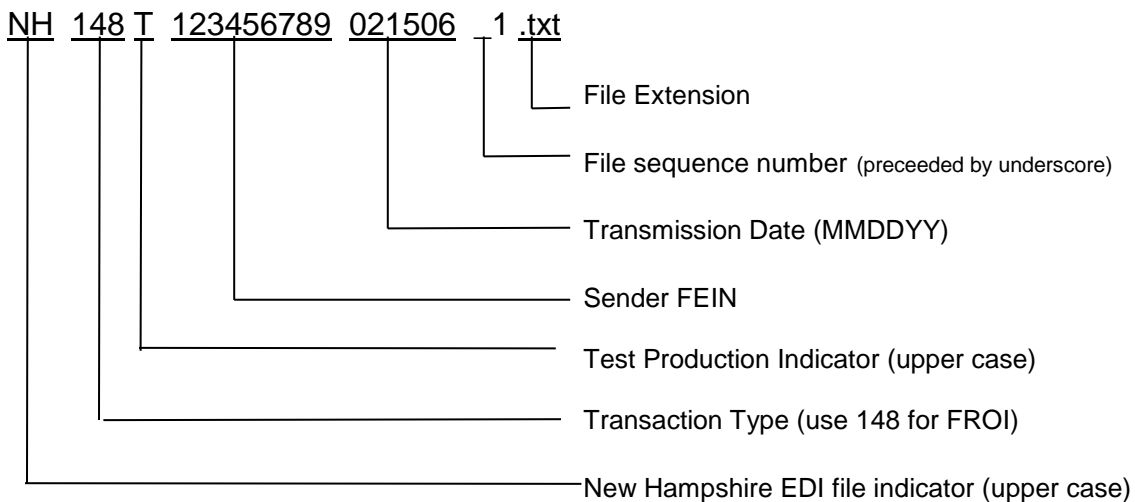 NH 148 T 123456789 021506 _1 .txt
File Extension
File sequence number (preceeded by underscore)
Transmission Date (MMDDYY)
Sender FEIN
Test Production Indicator (upper case)
Transaction Type (use 148 for FROI)
New Hampshire EDI file indicator (upper case)